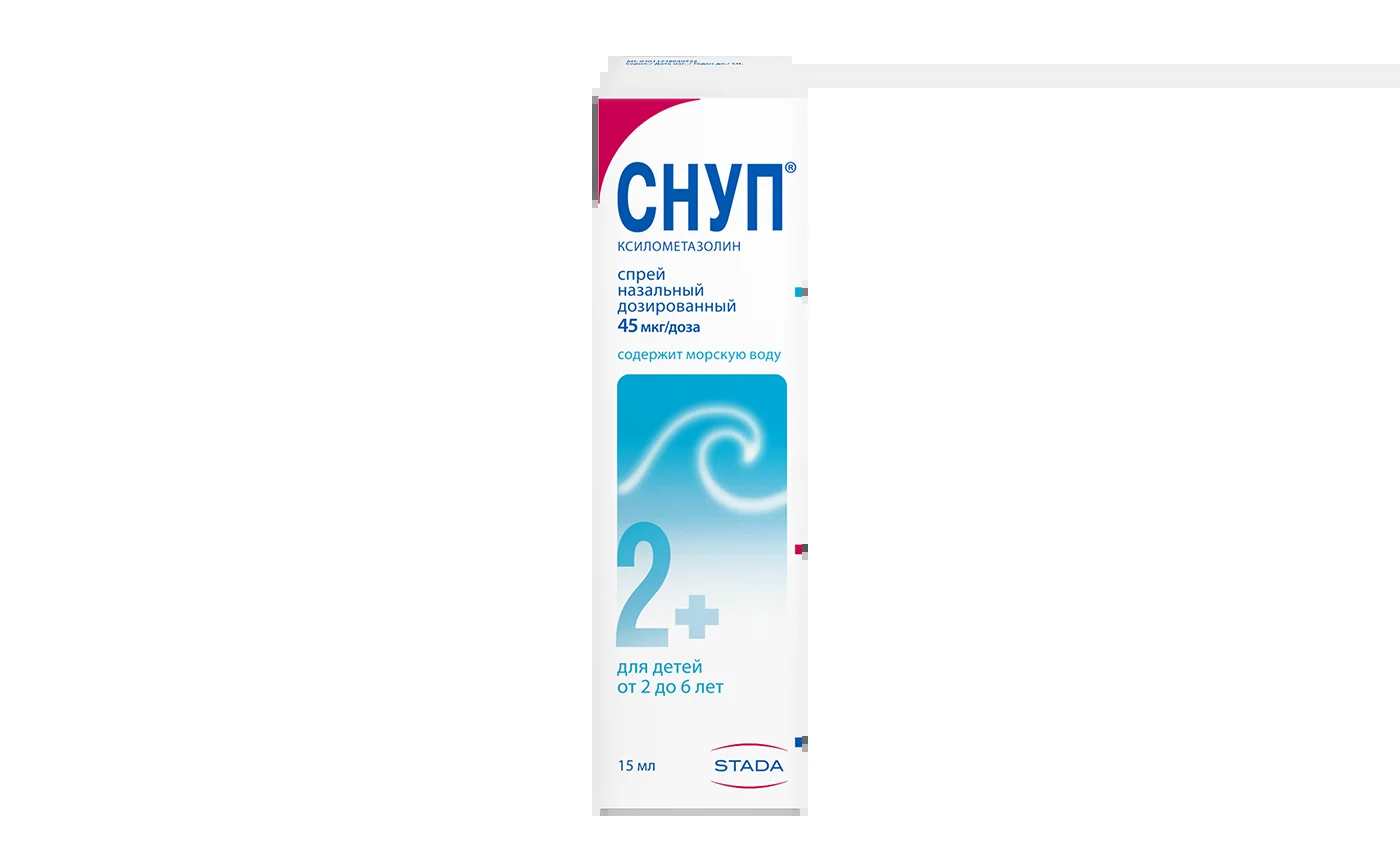 СНУП®
КСИЛОМЕТАЗОЛИН
спрей
назальный
дозированный
45 мкг/доза
содержит морскую воду
2+
для детей
от 2 до 6 лет
15 мл
STADA